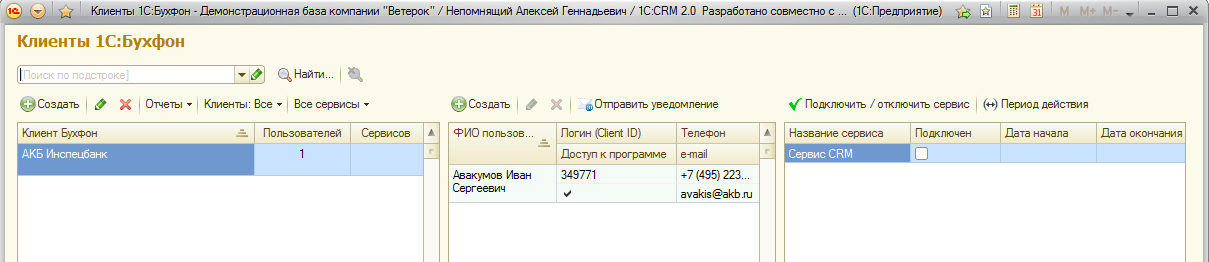 Клиенты 1С:Бухфон - Демонстрационная база компании "Ветерок" / Непомнящий Алексей Геннадьевич / 1С:CRM 2.0 Разработано совместно с ... (1С:Предприятие)
31 M M+ M-
Клиенты 1С:Бухфон
[Поиск по подстроке] Найти...
Создать Отчеты Клиенты: Все Все сервисы
Клиент Бухфон Пользователей Сервисов
АКБ Инспецбанк 1
Создать Отправить уведомление
ФИО пользов... Логин (Client ID) Телефон
Доступ к программе e-mail
Авакумов Иван 349771 +7 (495) 223...
Сергеевич avakis@akb.ru
Подключить / отключить сервис Период действия
Название сервиса Подключен Дата начала Дата окончания
Сервис CRM